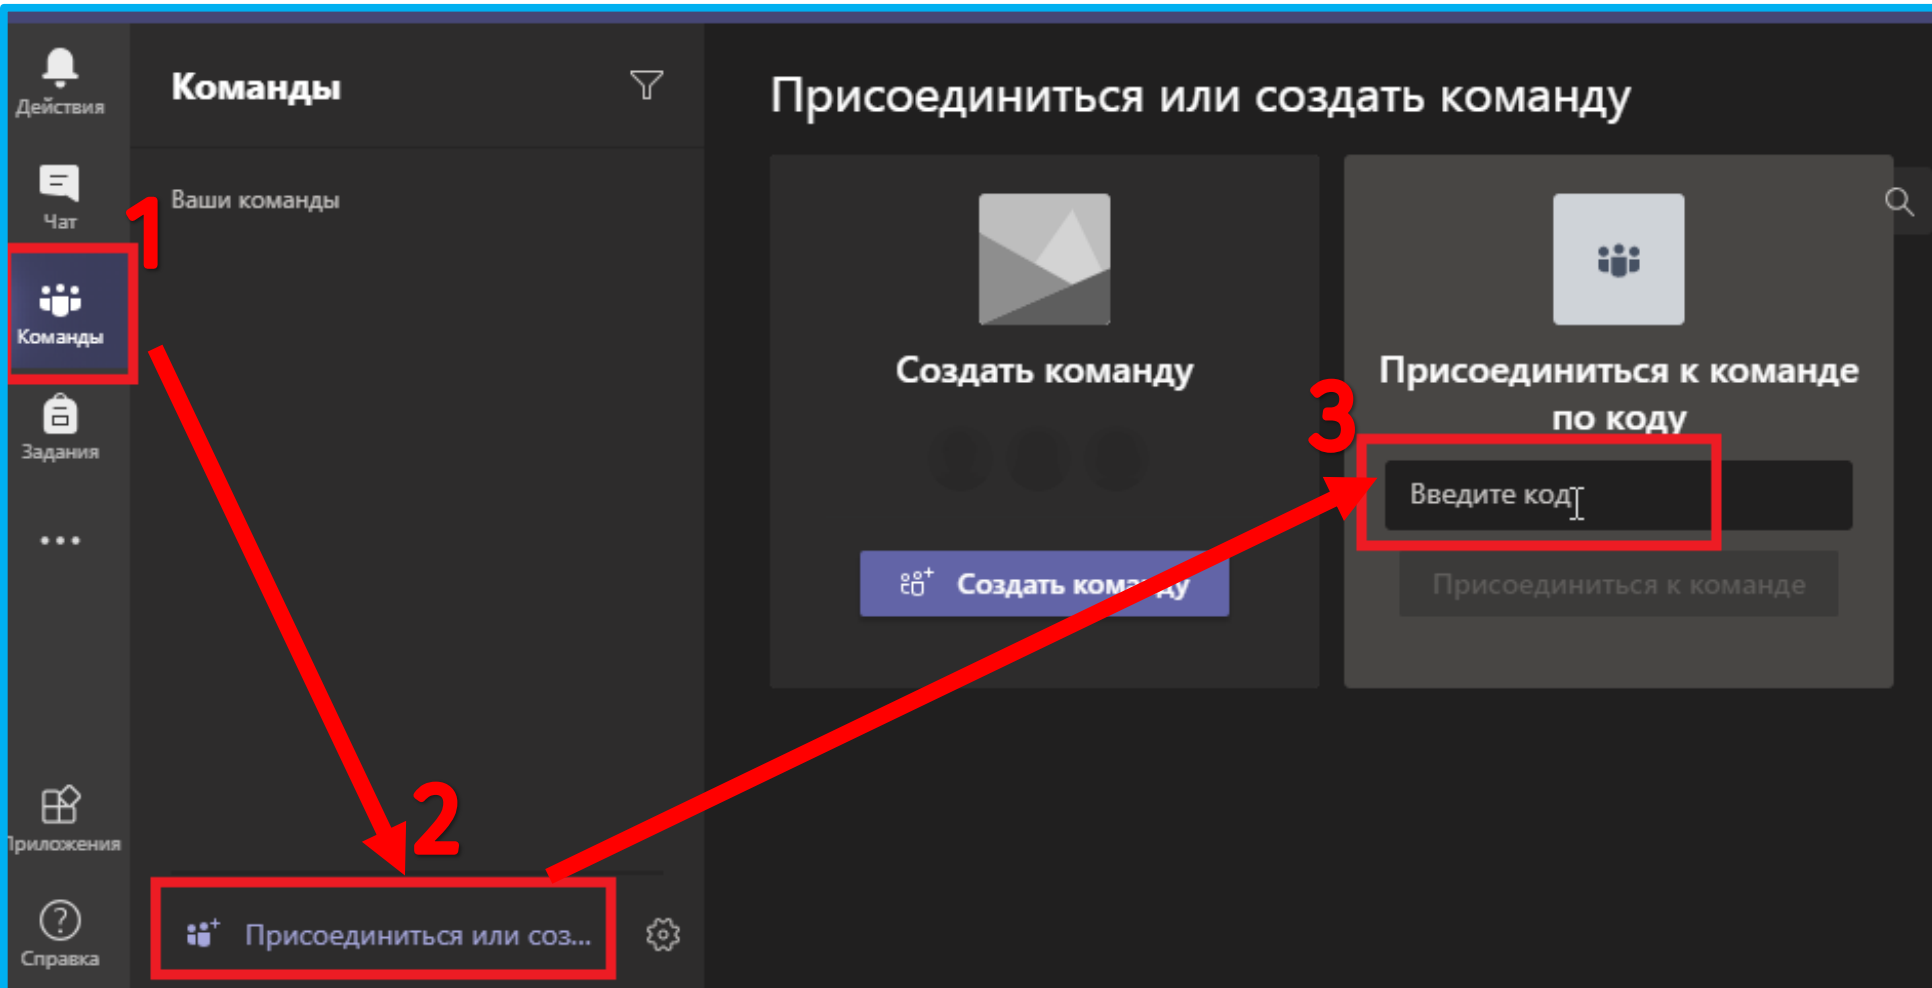 Действия
Чат
Команды
Задания
Приложения
Справка
Команды
Ваши команды
Присоединиться или соз...
Присоединиться или создать команду
Создать команду
Создать команду
Присоединиться к команде
по коду
Введите код
Присоединиться к команде
1
2
3